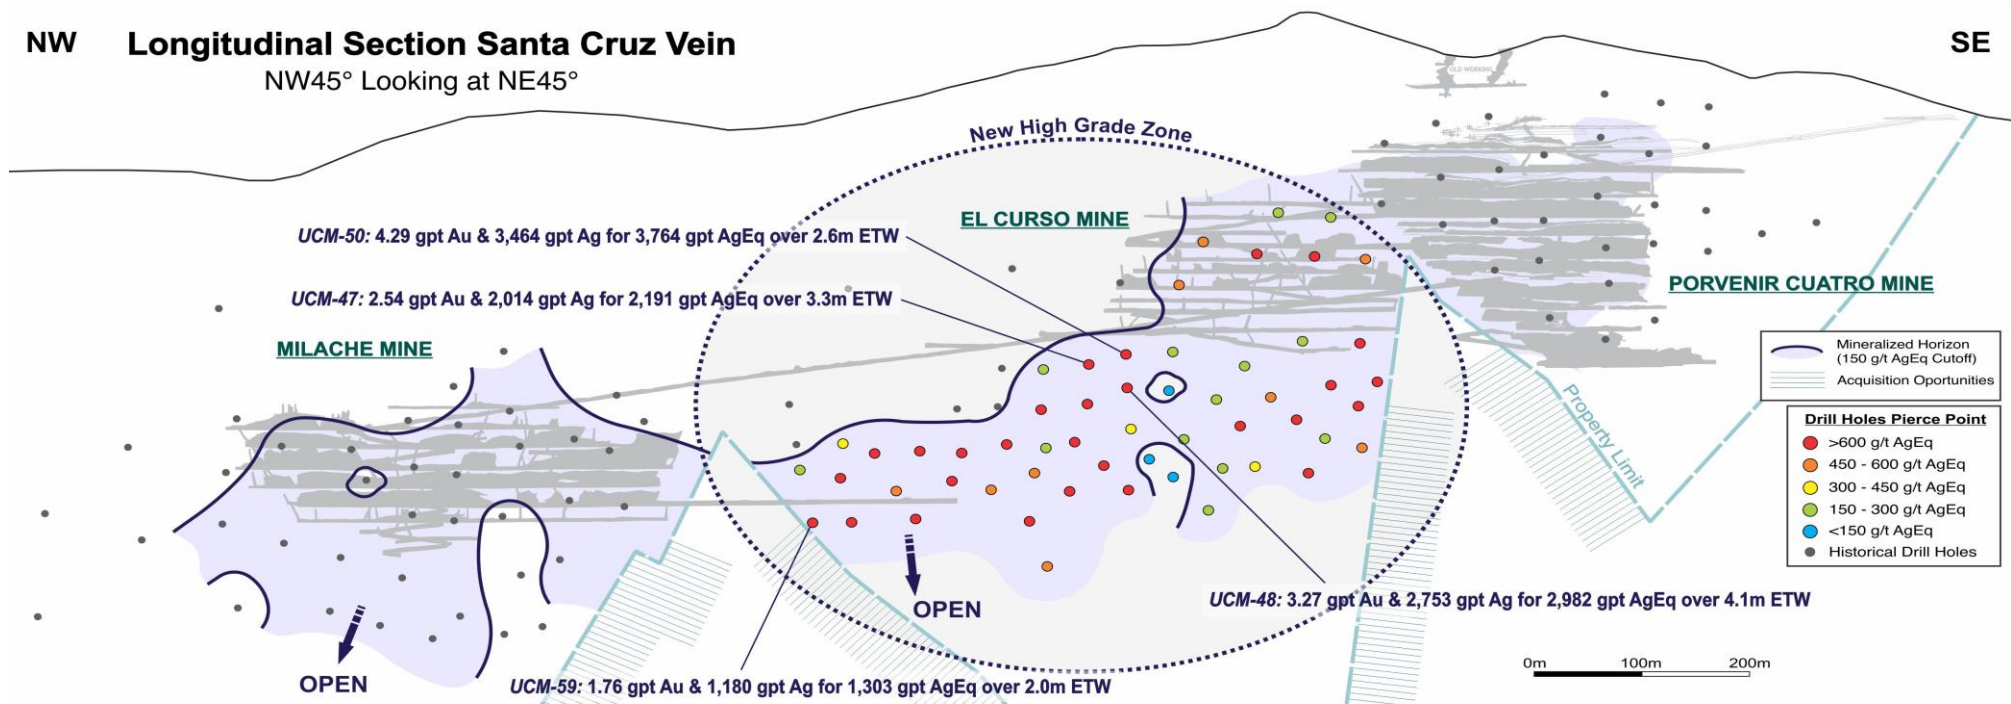 NW
Longitudinal Section Santa Cruz Vein
SE
NW45° Looking at NE45°
OLD WORKING
New High Grade Zone
EL CURSO MINE
UCM-50: 4.29 gpt Au & 3,464 gpt Ag for 3,764 gpt AgEq over 2.6m ETW
UCM-47: 2.54 gpt Au & 2,014 gpt Ag for 2,191 gpt AgEq over 3.3m ETW
PORVENIR CUATRO MINE
MILACHE MINE
Mineralized Horizon
(150 g/t AgEq Cutoff)
Acquisition Oportunities
Property Limit
Drill Holes Pierce Point
>600 g/t AgEq
450 - 600 g/t AgEq
300 - 450 g/t AgEq
150 - 300 g/t AgEq
<150 g/t AgEq
Historical Drill Holes
OPEN
UCM-48: 3.27 gpt Au & 2,753 gpt Ag for 2,982 gpt AgEq over 4.1m ETW
OPEN
UCM-59: 1.76 gpt Au & 1,180 gpt Ag for 1,303 gpt AgEq over 2.0m ETW
0m 100m 200m